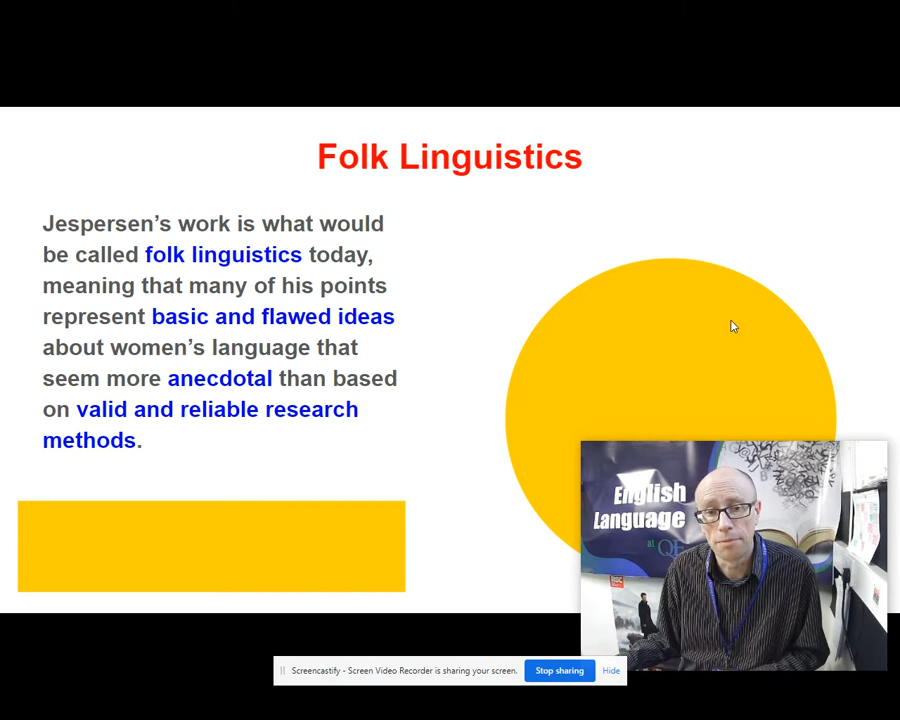 Folk Linguistics
Jespersen’s work is what would
be called folk linguistics today,
meaning that many of his points
represent basic and flawed ideas
about women’s language that
seem more anecdotal than based
on valid and reliable research
methods.
English
Language
at QE
Screencastify - Screen Video Recorder is sharing your screen.
Stop sharing
Hide